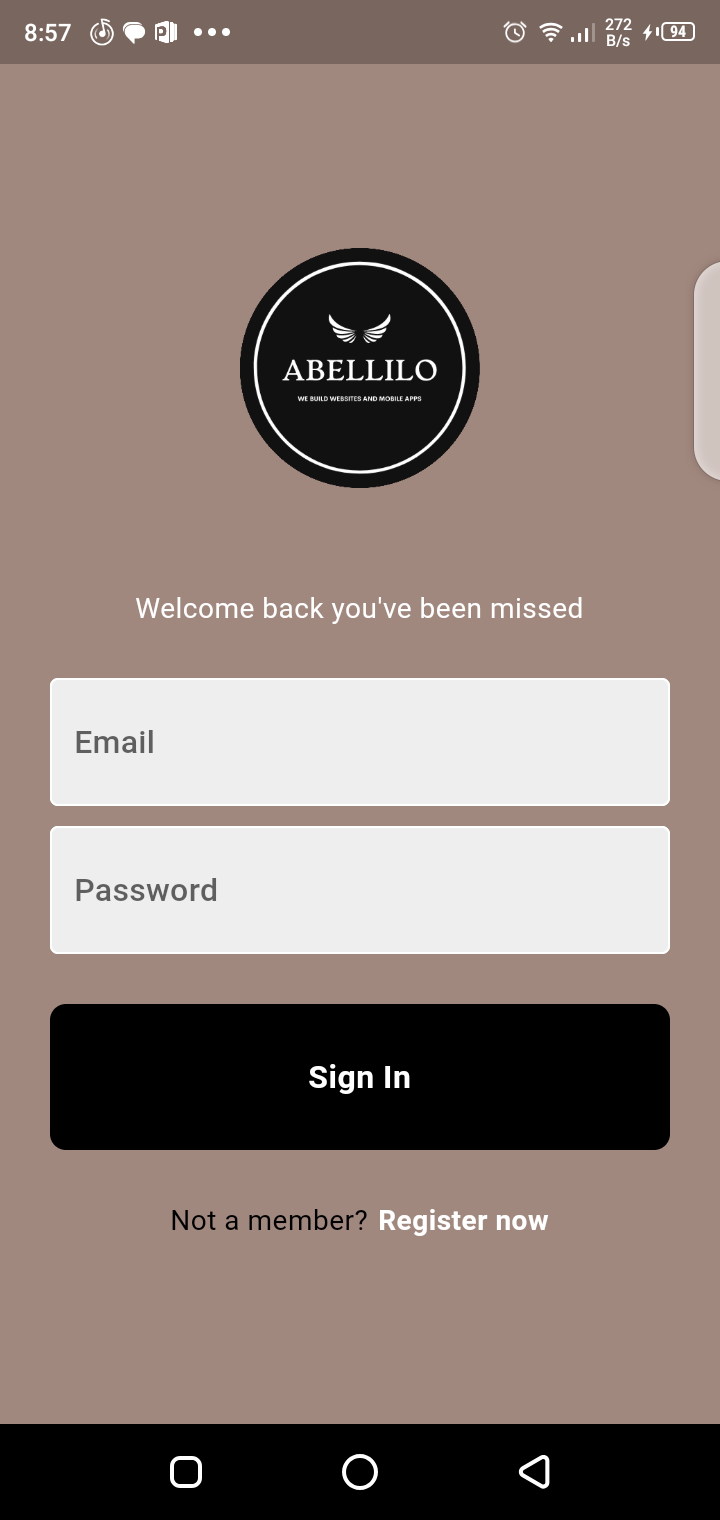 8:57
272
B/s
94
ABELLILO
WE BUILD WEBSITES AND MOBILE APPS
Welcome back you've been missed
Email
Password
Sign In
Not a member? Register now